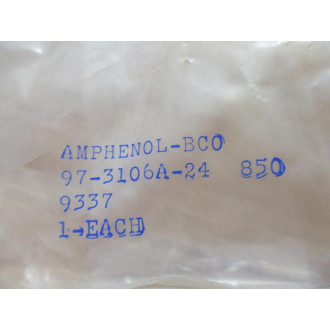 AMPHENOL-BCO
97-3106A-24 850
9337
1-EACH